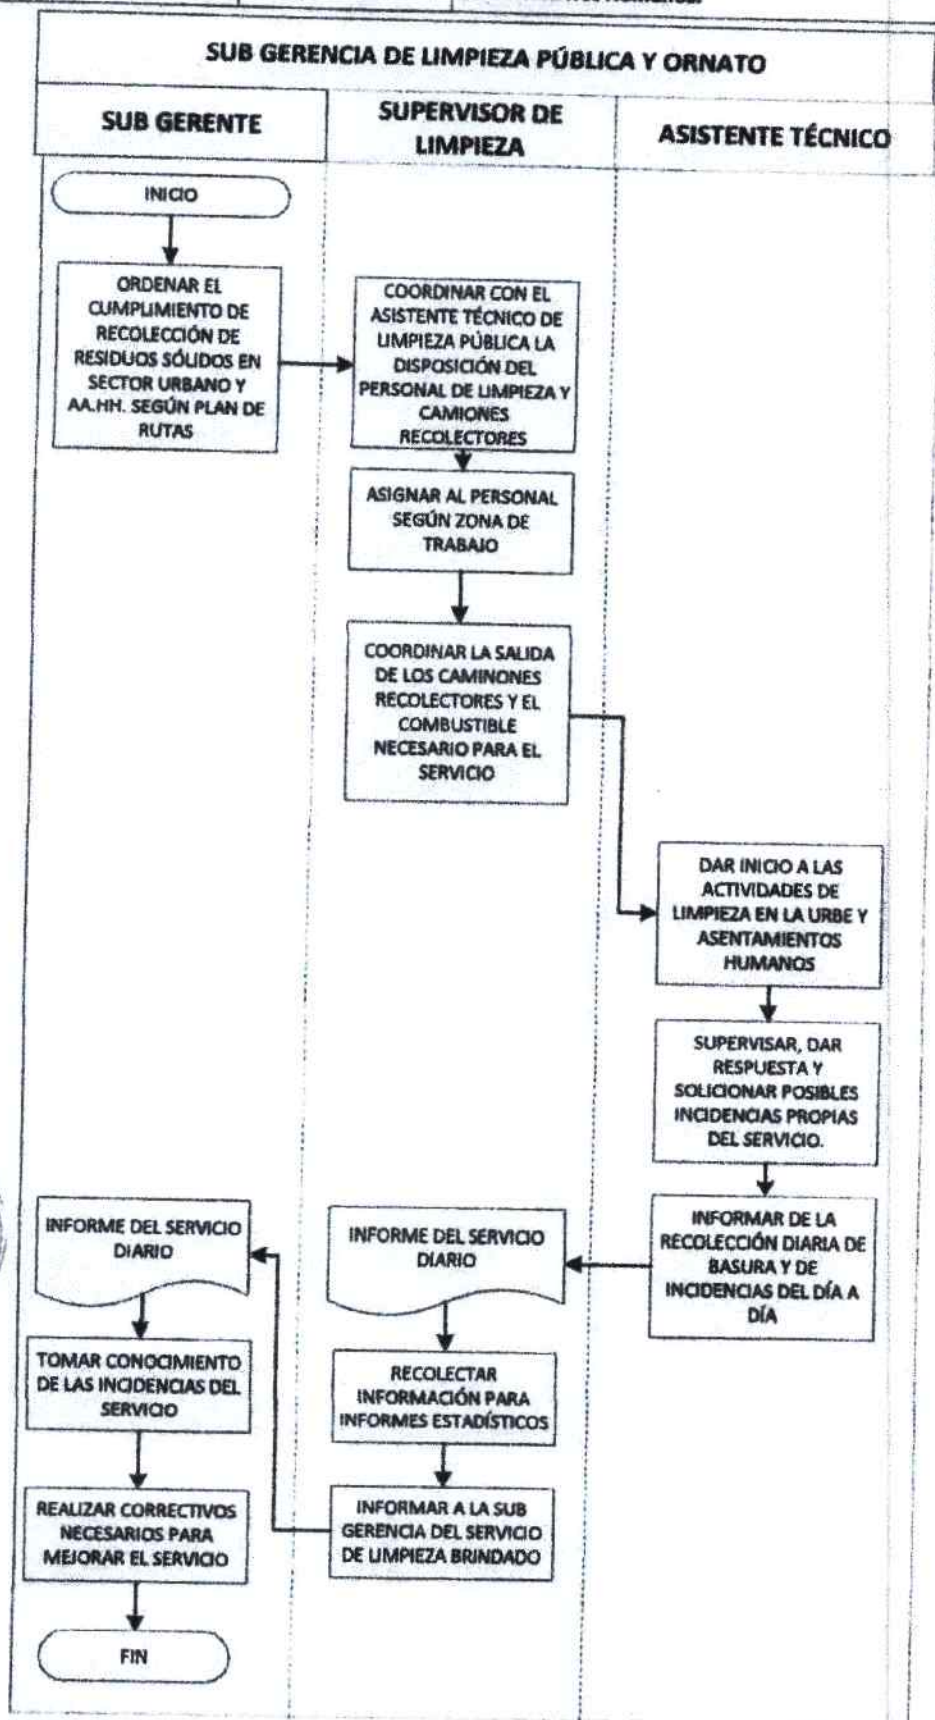 SUB GERENCIA DE LIMPIEZA PÚBLICA Y ORNATO
SUB GERENTE
SUPERVISOR DE
LIMPIEZA
ASISTENTE TÉCNICO
INICIO
ORDENAR EL
CUMPLIMIENTO DE
RECOLECCIÓN DE
RESIDUOS SÓLIDOS EN
SECTOR URBANO Y
AA.HH. SEGÚN PLAN DE
RUTAS
COORDINAR CON EL
ASISTENTE TÉCNICO DE
LIMPIEZA PÚBLICA LA
DISPOSICIÓN DEL
PERSONAL DE LIMPIEZA Y
CAMIONES
RECOLECTORES
ASIGNAR AL PERSONAL
SEGÚN ZONA DE
TRABAJO
COORDINAR LA SALIDA
DE LOS CAMINONES
RECOLECTORES Y EL
COMBUSTIBLE
NECESARIO PARA EL
SERVICIO
DAR INICIO A LAS
ACTIVIDADES DE
LIMPIEZA EN LA URBE Y
ASENTAMIENTOS
HUMANOS
SUPERVISAR, DAR
RESPUESTA Y
SOLICIONAR POSIBLES
INCIDENCIAS PROPIAS
DEL SERVICIO.
INFORMAR DE LA
RECOLECCIÓN DIARIA DE
BASURA Y DE
INCIDENCIAS DEL DÍA A
DÍA
INFORME DEL SERVICIO
DIARIO
RECOLECTAR
INFORMACIÓN PARA
INFORMES ESTADÍSTICOS
INFORMAR A LA SUB
GERENCIA DEL SERVICIO
DE LIMPIEZA BRINDADO
INFORME DEL SERVICIO
DIARIO
TOMAR CONOCIMIENTO
DE LAS INCIDENCIAS DEL
SERVICIO
REALIZAR CORRECTIVOS
NECESARIOS PARA
MEJORAR EL SERVICIO
FIN